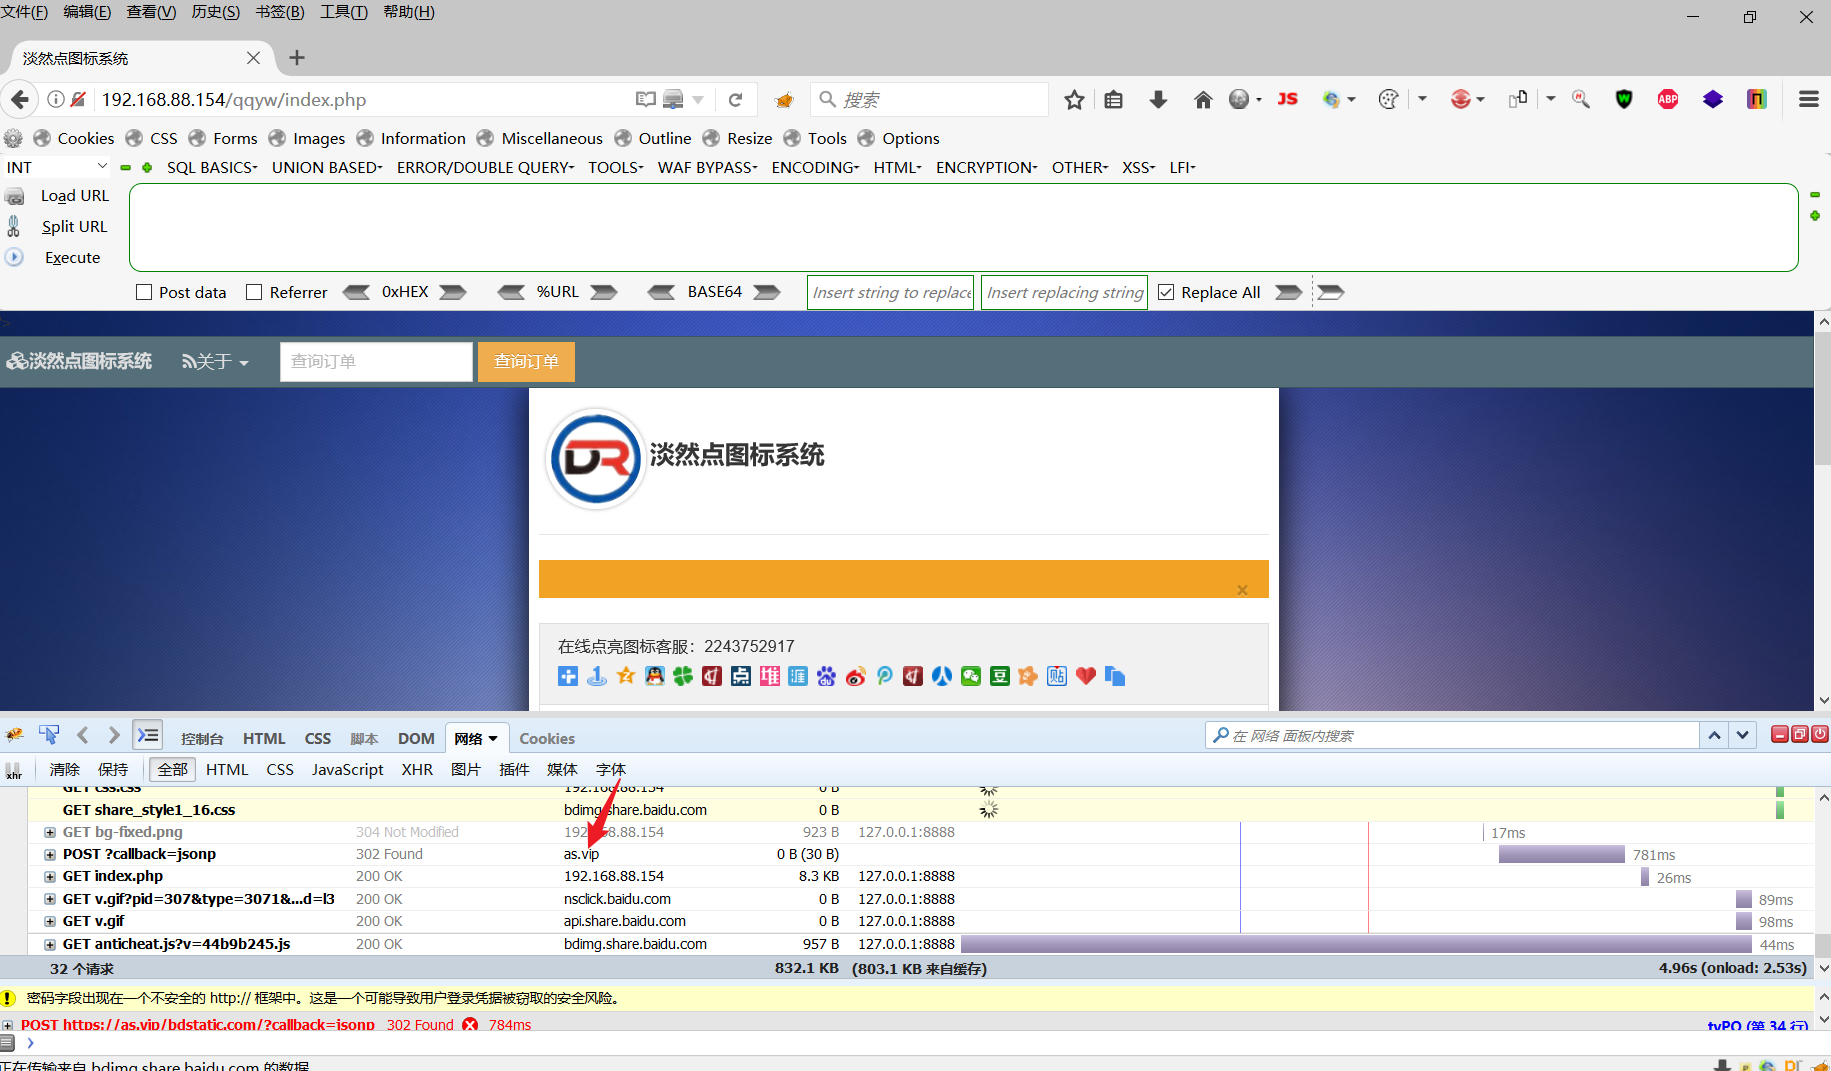 文件(F) 编辑(E) 查看(V) 历史(S) 书签(B) 工具(T) 帮助(H)
淡然点图标系统
192.168.88.154/qqyw/index.php 搜索 JS ABP
Cookies CSS Forms Images Information Miscellaneous Outline Resize Tools Options
INT SQL BASICS UNION BASED ERROR/DOUBLE QUERY TOOLS WAF BYPASS ENCODING HTML ENCRYPTION OTHER XSS LFI
Load URL
Split URL
Execute
Post data Referrer 0xHEX %URL BASE64 Insert string to replace Insert replacing string Replace All
淡然点图标系统 关于 查询订单 查询订单
DR 淡然点图标系统
×
在线点亮图标客服：2243752917
控制台 HTML CSS 脚本 DOM 网络 Cookies 在 网络 面板内搜索
xhr 清除 保持 全部 HTML CSS JavaScript XHR 图片 插件 媒体 字体
GET css.css 192.168.88.154 0 B
GET share_style1_16.css bdimg.share.baidu.com 0 B
GET bg-fixed.png 304 Not Modified 192.168.88.154 923 B 127.0.0.1:8888 17ms
POST ?callback=jsonp 302 Found as.vip 0 B (30 B) 781ms
GET index.php 200 OK 192.168.88.154 8.3 KB 127.0.0.1:8888 26ms
GET v.gif?pid=307&type=3071&...d=l3 200 OK nsclick.baidu.com 0 B 127.0.0.1:8888 89ms
GET v.gif 200 OK api.share.baidu.com 0 B 127.0.0.1:8888 98ms
GET anticheat.js?v=44b9b245.js 200 OK bdimg.share.baidu.com 957 B 127.0.0.1:8888 44ms
32 个请求 832.1 KB (803.1 KB 来自缓存) 4.96s (onload: 2.53s)
密码字段出现在一个不安全的 http:// 框架中。这是一个可能导致用户登录凭据被窃取的安全风险。
POST https://as.vip/bdstatic.com/?callback=jsonp 302 Found 784ms tyPO (第 34 行)
正在传输来自 bdimg.share.baidu.com 的数据